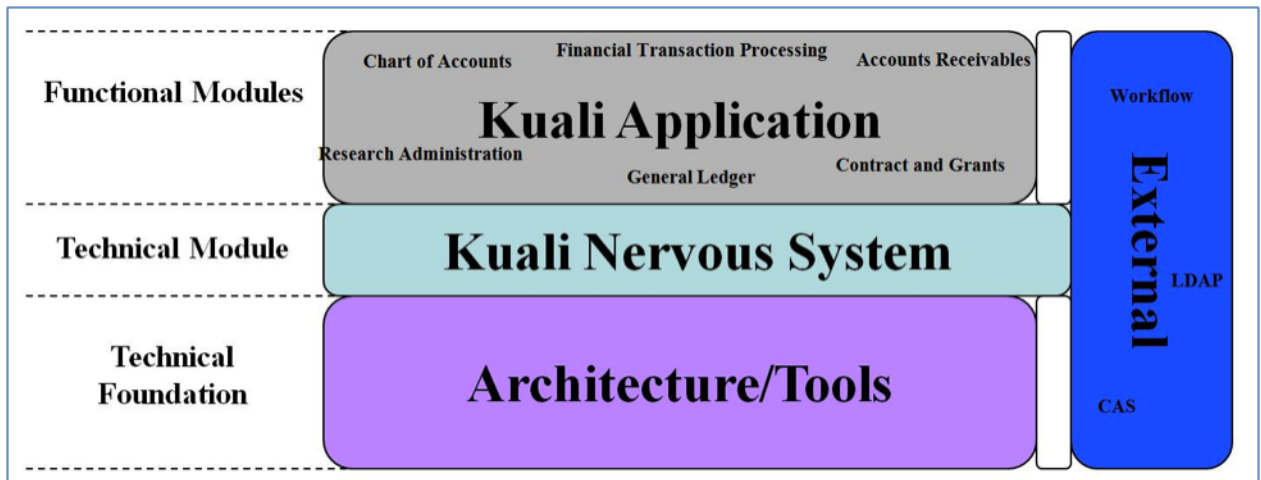 Functional Modules
Chart of Accounts
Financial Transaction Processing
Accounts Receivables
Kuali Application
Research Administration
General Ledger
Contract and Grants
Technical Module
Kuali Nervous System
Technical
Foundation
Architecture/Tools
Workflow
External
LDAP
CAS